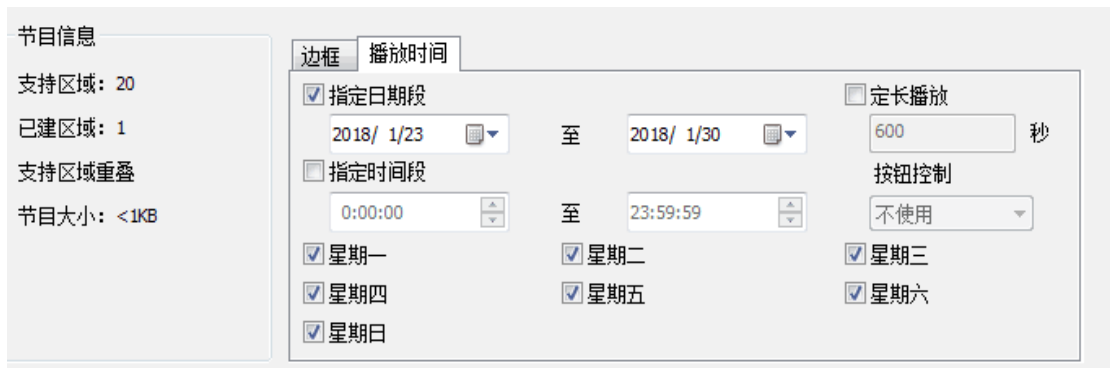 节目信息
支持区域：20
已建区域：1
支持区域重叠
节目大小：<1KB
边框 播放时间
指定日期段 定长播放
2018/ 1/23 至 2018/ 1/30 600 秒
指定时间段 按钮控制
0:00:00 至 23:59:59 不使用
星期一 星期二 星期三
星期四 星期五 星期六
星期日